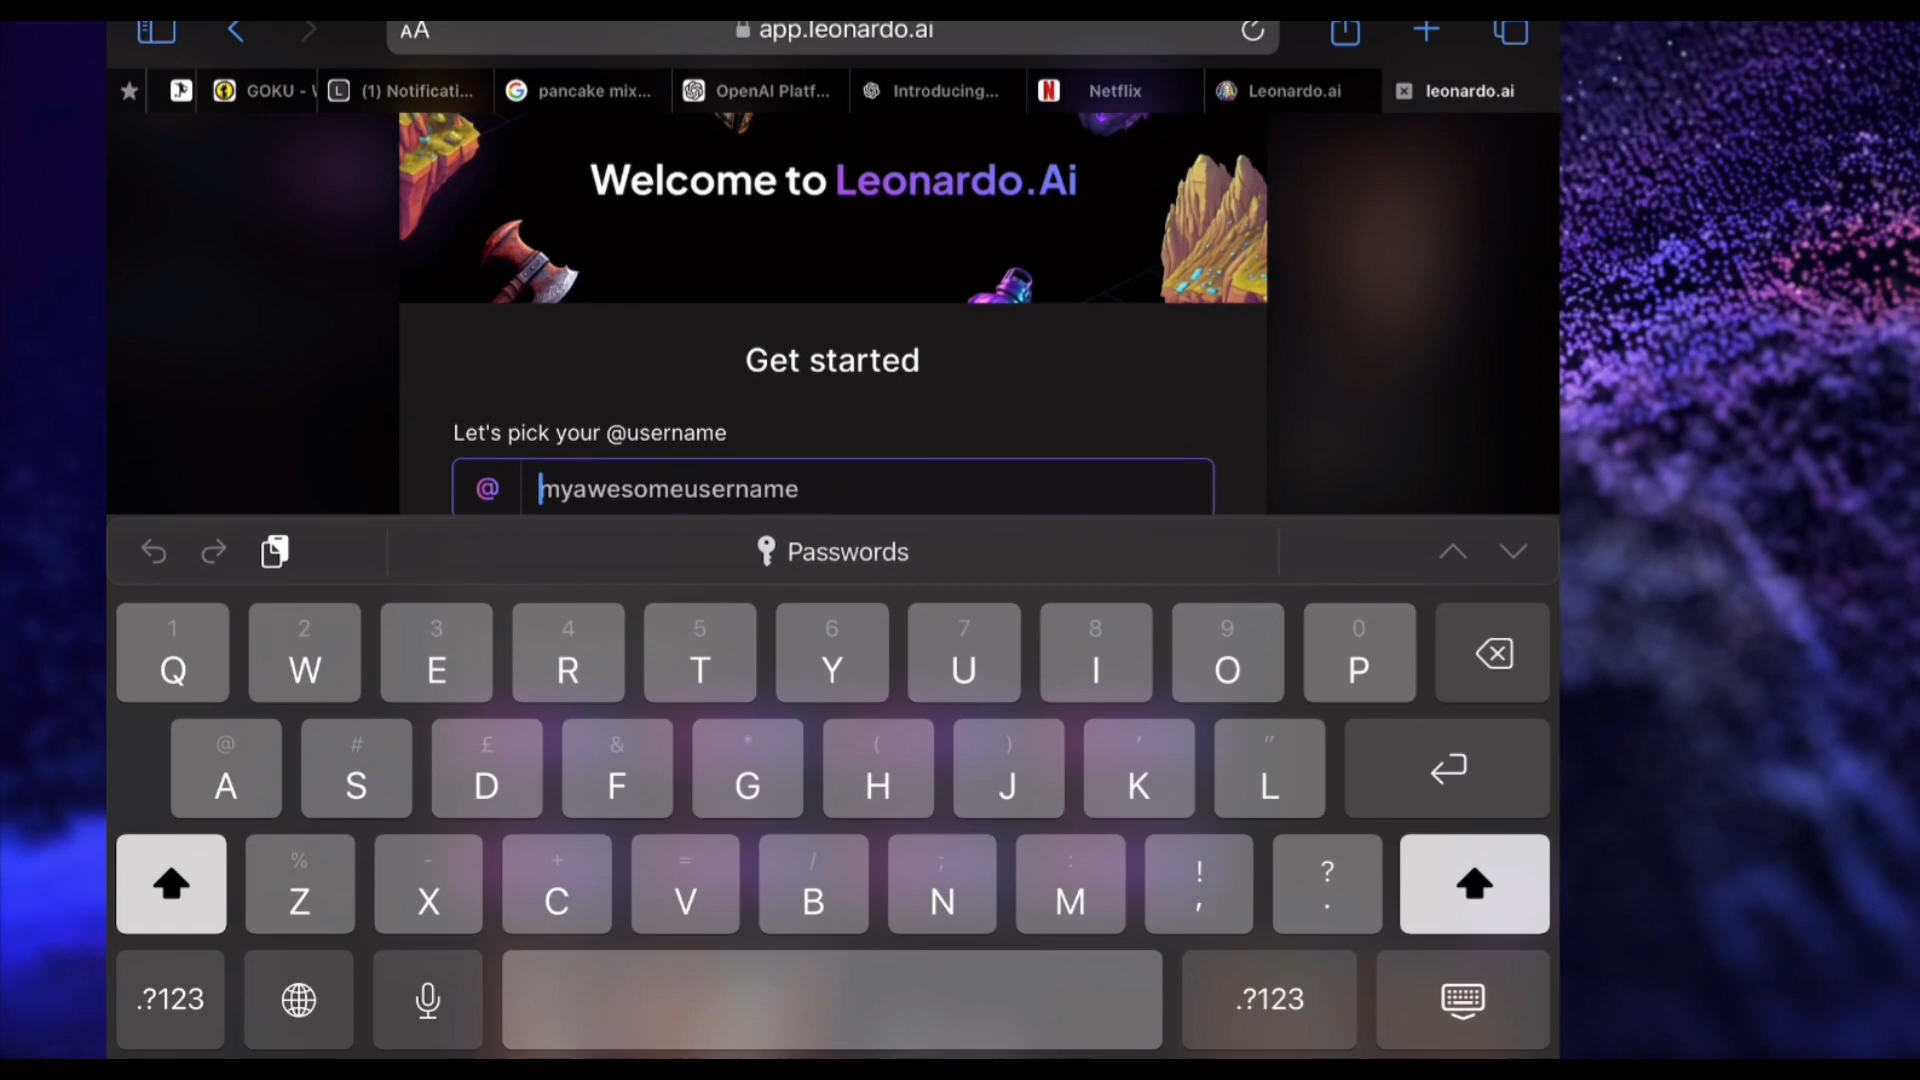 AA app.leonardo.ai
GOKU - (1) Notificati... pancake mix... OpenAI Platf... Introducing... Netflix Leonardo.ai leonardo.ai
Welcome to Leonardo.Ai
Get started
Let's pick your @username
@ myawesomeusername
Passwords
1 2 3 4 5 6 7 8 9 0
Q W E R T Y U I O P
@ # £ & * ( ) ' "
A S D F G H J K L
% - + = / ; : ! ?
Z X C V B N M , .
.?123 .?123